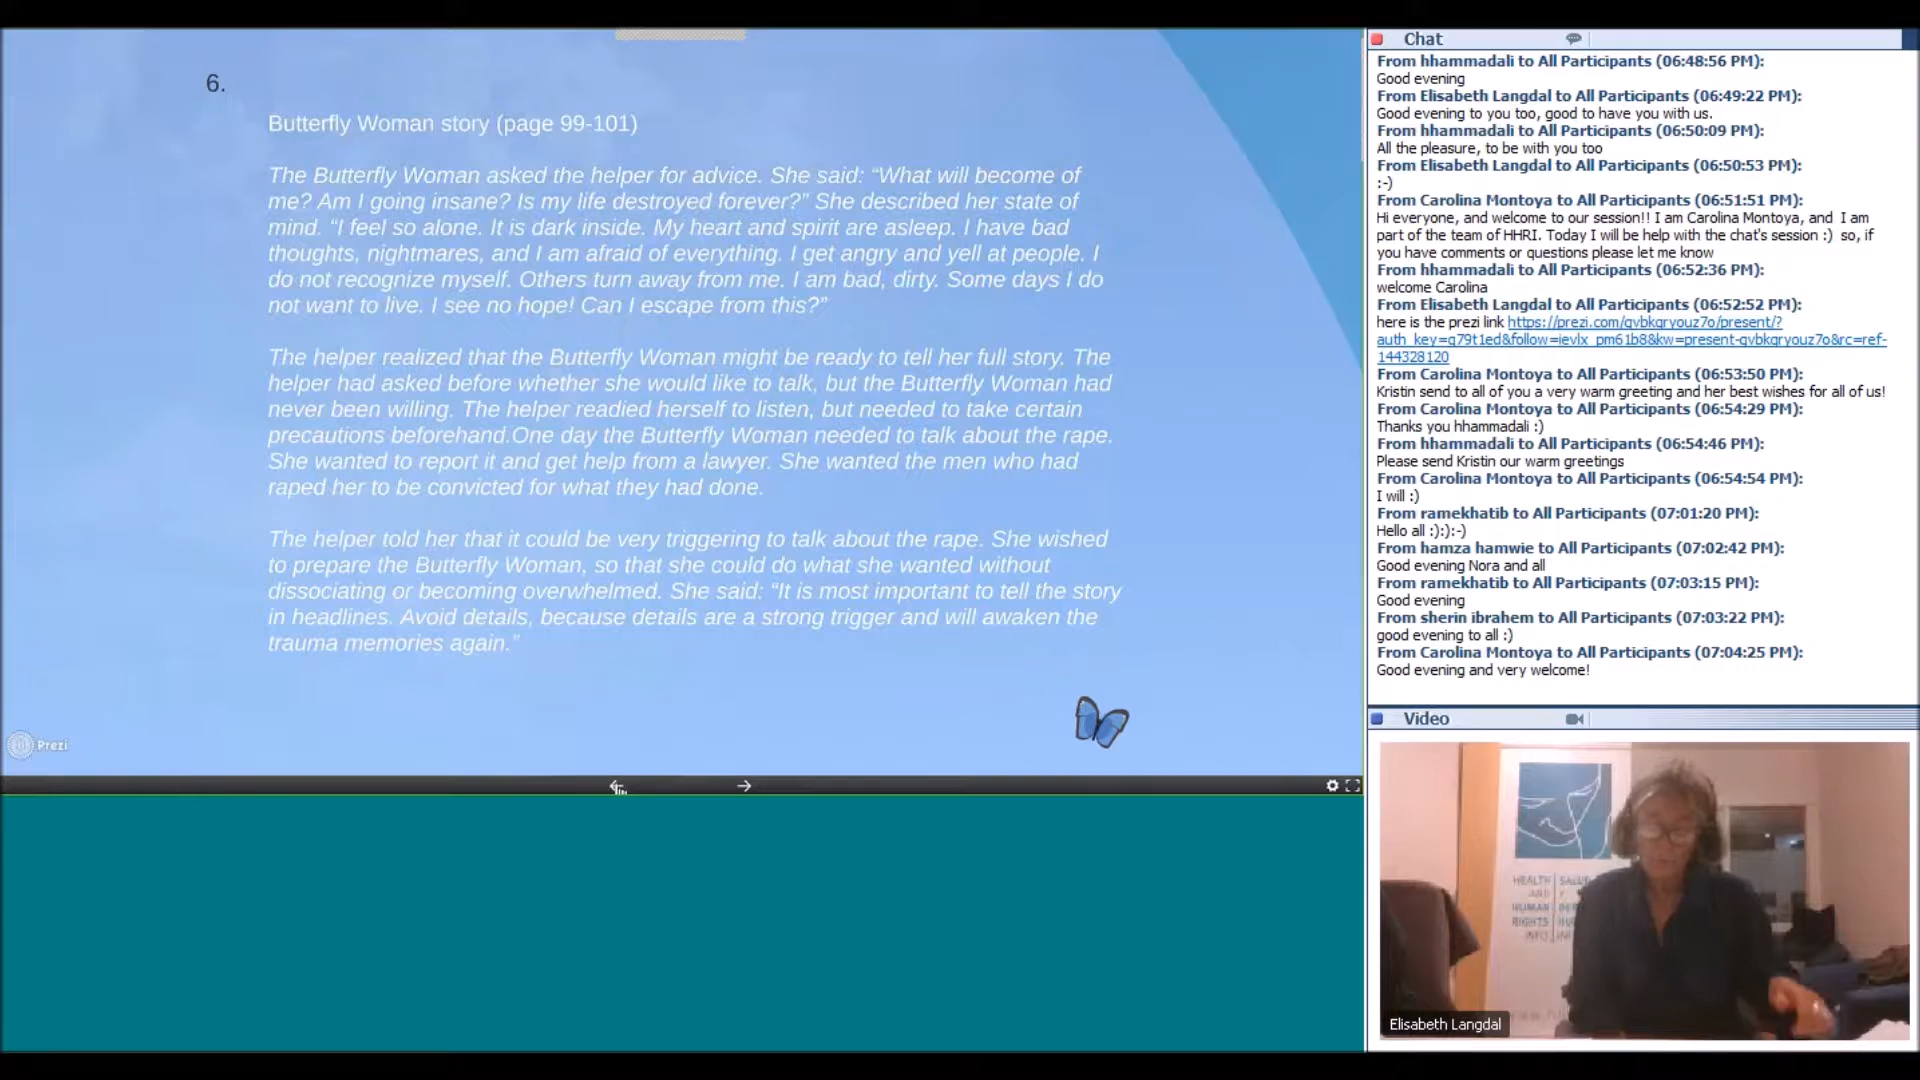 6.
Butterfly Woman story (page 99-101)
The Butterfly Woman asked the helper for advice. She said: “What will become of
me? Am I going insane? Is my life destroyed forever?” She described her state of
mind. “I feel so alone. It is dark inside. My heart and spirit are asleep. I have bad
thoughts, nightmares, and I am afraid of everything. I get angry and yell at people. I
do not recognize myself. Others turn away from me. I am bad, dirty. Some days I do
not want to live. I see no hope! Can I escape from this?”
The helper realized that the Butterfly Woman might be ready to tell her full story. The
helper had asked before whether she would like to talk, but the Butterfly Woman had
never been willing. The helper readied herself to listen, but needed to take certain
precautions beforehand.One day the Butterfly Woman needed to talk about the rape.
She wanted to report it and get help from a lawyer. She wanted the men who had
raped her to be convicted for what they had done.
The helper told her that it could be very triggering to talk about the rape. She wished
to prepare the Butterfly Woman, so that she could do what she wanted without
dissociating or becoming overwhelmed. She said: “It is most important to tell the story
in headlines. Avoid details, because details are a strong trigger and will awaken the
trauma memories again.”
Prezi
Chat
From hhammadali to All Participants (06:48:56 PM):
Good evening
From Elisabeth Langdal to All Participants (06:49:22 PM):
Good evening to you too, good to have you with us.
From hhammadali to All Participants (06:50:09 PM):
All the pleasure, to be with you too
From Elisabeth Langdal to All Participants (06:50:53 PM):
:-)
From Carolina Montoya to All Participants (06:51:51 PM):
Hi everyone, and welcome to our session!! I am Carolina Montoya, and I am
part of the team of HHRI. Today I will be help with the chat's session :) so, if
you have comments or questions please let me know
From hhammadali to All Participants (06:52:36 PM):
welcome Carolina
From Elisabeth Langdal to All Participants (06:52:52 PM):
here is the prezi link https://prezi.com/gvbkgryouz7o/present/?
auth_key=q79t1ed&follow=ievlx_pm61b8&kw=present-gvbkgryouz7o&rc=ref-
144328120
From Carolina Montoya to All Participants (06:53:50 PM):
Kristin send to all of you a very warm greeting and her best wishes for all of us!
From Carolina Montoya to All Participants (06:54:29 PM):
Thanks you hhammadali :)
From hhammadali to All Participants (06:54:46 PM):
Please send Kristin our warm greetings
From Carolina Montoya to All Participants (06:54:54 PM):
I will :)
From ramekhatib to All Participants (07:01:20 PM):
Hello all :):):-)
From hamza hamwie to All Participants (07:02:42 PM):
Good evening Nora and all
From ramekhatib to All Participants (07:03:15 PM):
Good evening
From sherin ibrahem to All Participants (07:03:22 PM):
good evening to all :)
From Carolina Montoya to All Participants (07:04:25 PM):
Good evening and very welcome!
Video
HEALTH SALUD
AND Y
HUMAN
RIGHTS
INFO
Elisabeth Langdal